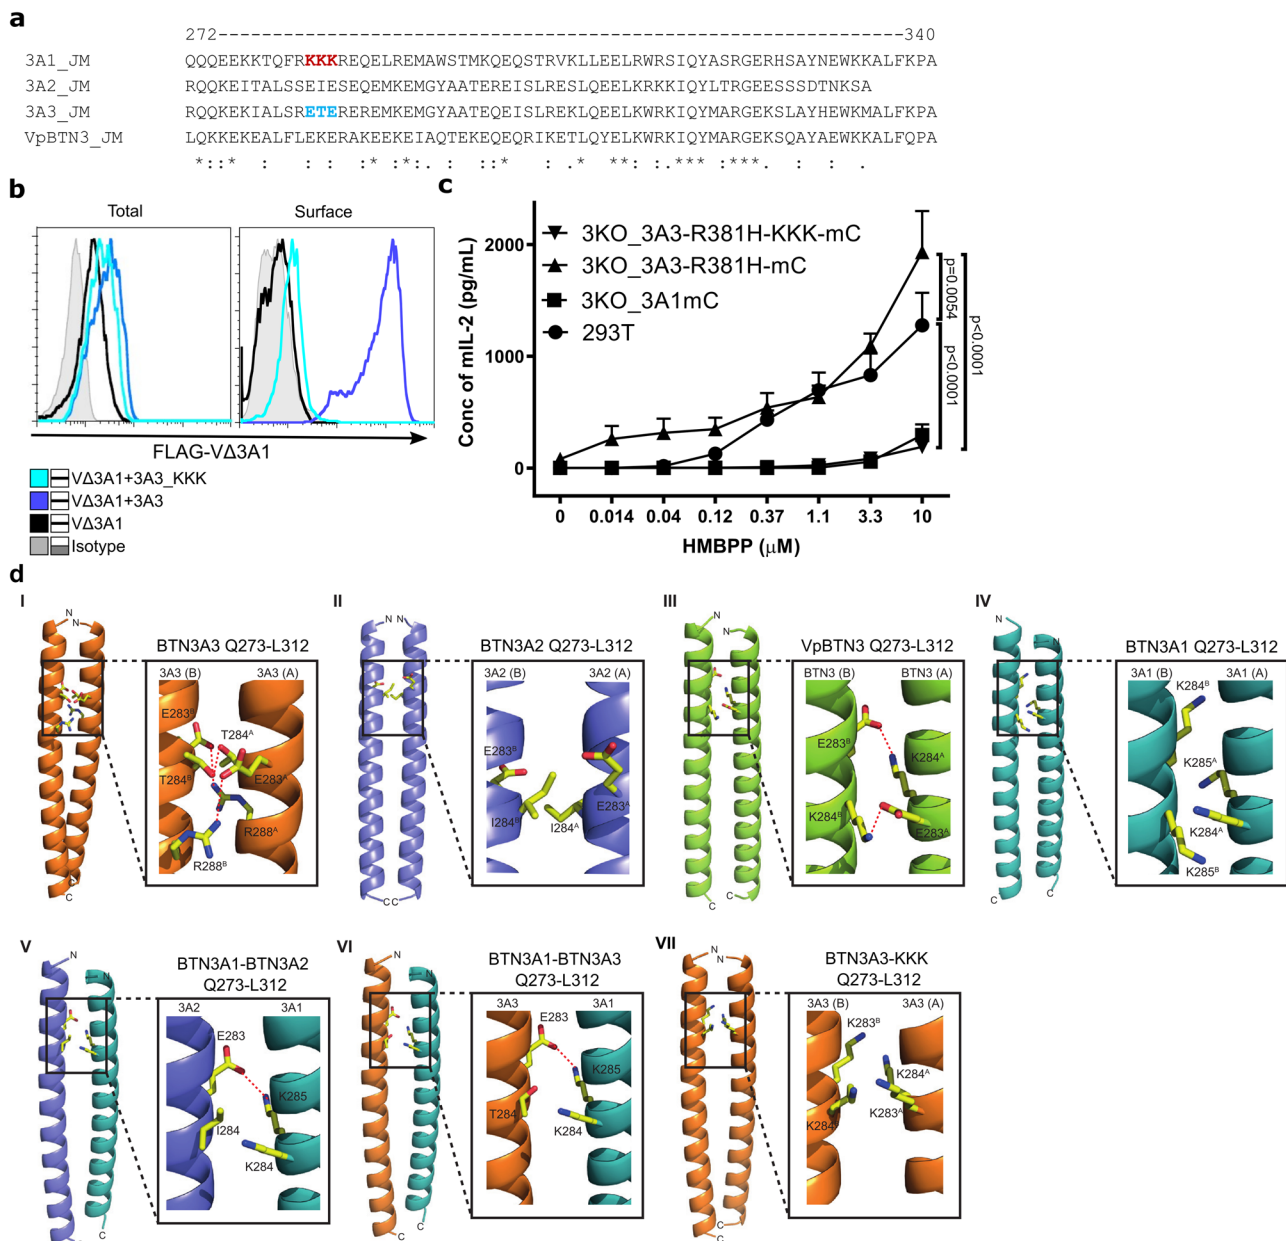 a
272----------------------------------------------------------------------340
3A1_JM QQQEEKKTQFRKKKREQELREMAWSTMKQEQSTRVKLLEELRWRSIQYASRGERHSAYNEWKKALFKPA
3A2_JM RQQKEITALSSEIESEQEMKEMGYAATEREISLRESLQEELKRKKIQYLTRGEESSSDTNKSA
3A3_JM RQQKEKIALSRETEREREMKEMGYAATEQEISLREKLQEELKWRKIQYMARGEKSLAYHEWKMALFKPA
VpBTN3_JM LQKKEKEALFLEKERAKEEKEIAQTEKEQEQRIKETLQYELKWRKIQYMARGEKSQAYAEWKKALFQPA
b
Total
Surface
FLAG-VΔ3A1
VΔ3A1+3A3_KKK
VΔ3A1+3A3
VΔ3A1
Isotype
c
Conc of mIL-2 (pg/mL)
2000
1000
0
3KO_3A3-R381H-KKK-mC
3KO_3A3-R381H-mC
3KO_3A1mC
293T
p=0.0054
p<0.0001
p<0.0001
0 0.014 0.04 0.12 0.37 1.1 3.3 10
HMBPP (μM)
d
I
BTN3A3 Q273-L312
3A3 (B) 3A3 (A)
N
N
E283B
T284A
T284B
E283A
R288A
R288B
C
II
BTN3A2 Q273-L312
3A2 (B) 3A2 (A)
N N
E283B
E283A
I284B
I284A
C C
III
VpBTN3 Q273-L312
BTN3 (B) BTN3 (A)
N
N
E283B
K284A
K284B
E283A
C
C
IV
BTN3A1 Q273-L312
3A1 (B) 3A1 (A)
N
N
K284B
K285A
K284A
K285B
C
C
V
BTN3A1-BTN3A2
Q273-L312
3A2 3A1
N
N
E283
K285
I284
K284
C
C
VI
BTN3A1-BTN3A3
Q273-L312
3A3 3A1
N
N
E283
K285
T284
K284
C
C
VII
BTN3A3-KKK
Q273-L312
3A3 (B) 3A3 (A)
N
N
K283B
K284A
K284
K283A
C
C